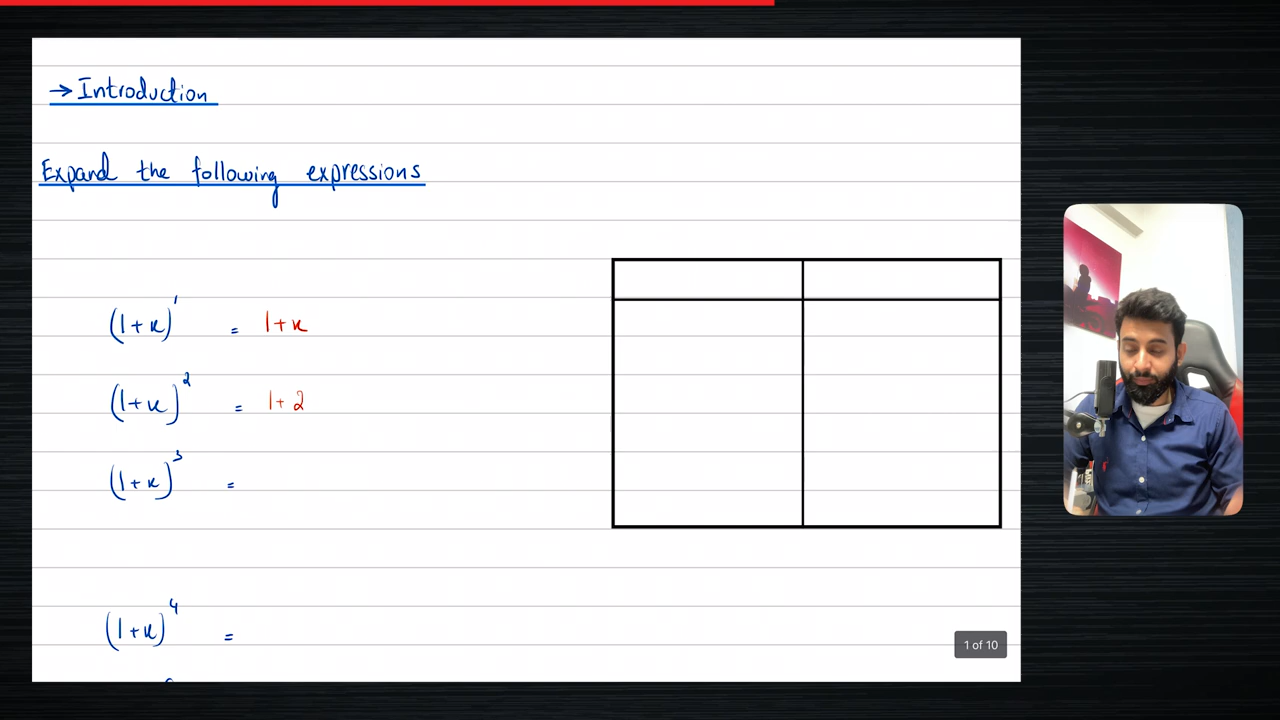 → Introduction
Expand the following expressions
(1+x)¹ = 1+x
(1+x)² = 1+2
(1+x)³ =
(1+x)⁴ =
1 of 10